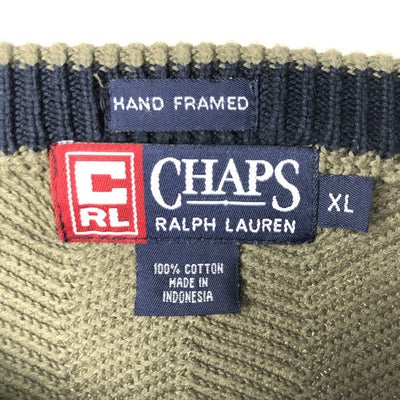 HAND FRAMED
C
RL
CHAPS
RALPH LAUREN
XL
100% COTTON
MADE IN
INDONESIA